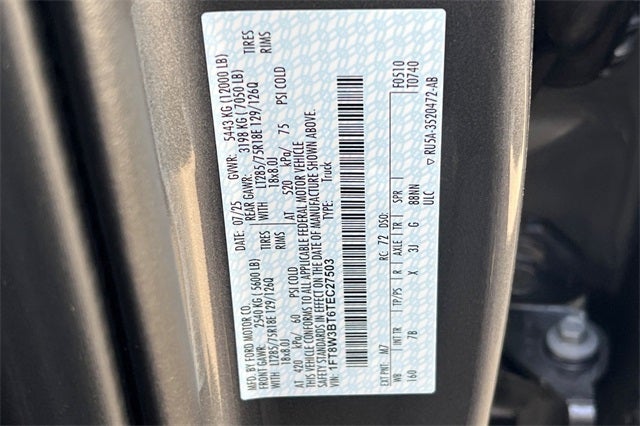 MFD. BY FORD MOTOR CO.
DATE: 07/25 GVWR: 5443 KG (12000 LB)
FRONT GAWR: 2540 KG (5600 LB) REAR GAWR: 3198 KG (7050 LB)
WITH LT285/75R18E 129/126Q TIRES WITH LT285/75R18E 129/126Q TIRES
18x8.0J RIMS 18x8.0J RIMS
AT 420 kPa/ 60 PSI COLD AT 520 kPa/ 75 PSI COLD
THIS VEHICLE CONFORMS TO ALL APPLICABLE FEDERAL MOTOR VEHICLE
SAFETY STANDARDS IN EFFECT ON THE DATE OF MANUFACTURE SHOWN ABOVE.
VIN: 1FT8W3BT6TEC27503 TYPE: Truck
F0510
T0740
EXT PNT: M7 RC: 72 DSO:
WB INT TR TP/PS R AXLE TR SPR
160 7B X 3J G 88NN
ULC ▽ RU5A-3520472-AB